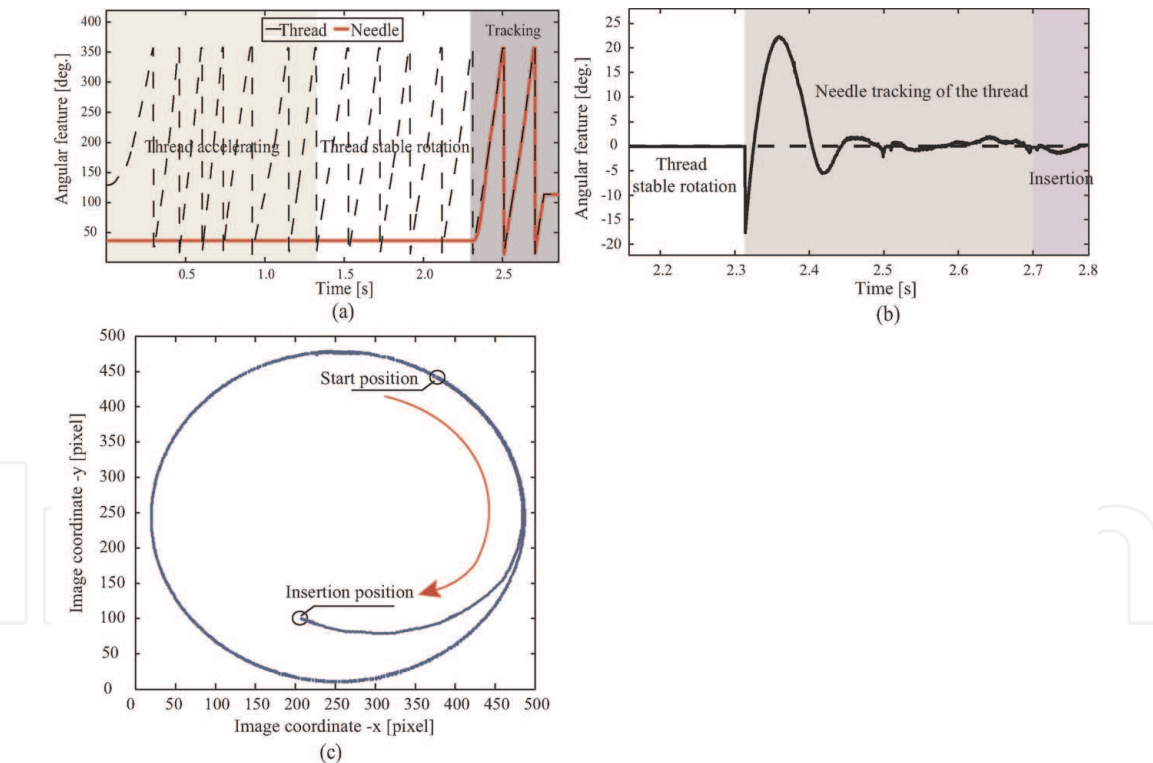 400
350
300
250
200
150
100
50
Angular feature [deg.]
Thread Needle
Tracking
Thread accelerating
Thread stable rotation
0.5 1.0 1.5 2.0 2.5
Time [s]
(a)
25
20
15
10
5
0
-5
-10
-15
-20
Angular feature [deg.]
Needle tracking of the thread
Thread
stable rotation
Insertion
2.2 2.3 2.4 2.5 2.6 2.7 2.8
Time [s]
(b)
500
450
400
350
300
250
200
150
100
50
0
Image coordinate -y [pixel]
Start position
Insertion position
0 50 100 150 200 250 300 350 400 450 500
Image coordinate -x [pixel]
(c)